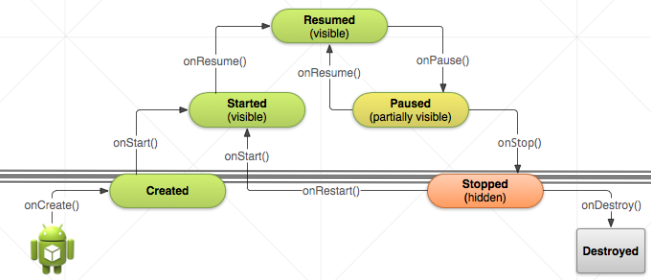 Resumed
(visible)
onResume()
onResume()
onPause()
Started
(visible)
Paused
(partially visible)
onStart()
onStart()
onStop()
Created
onRestart()
Stopped
(hidden)
onCreate()
onDestroy()
Destroyed